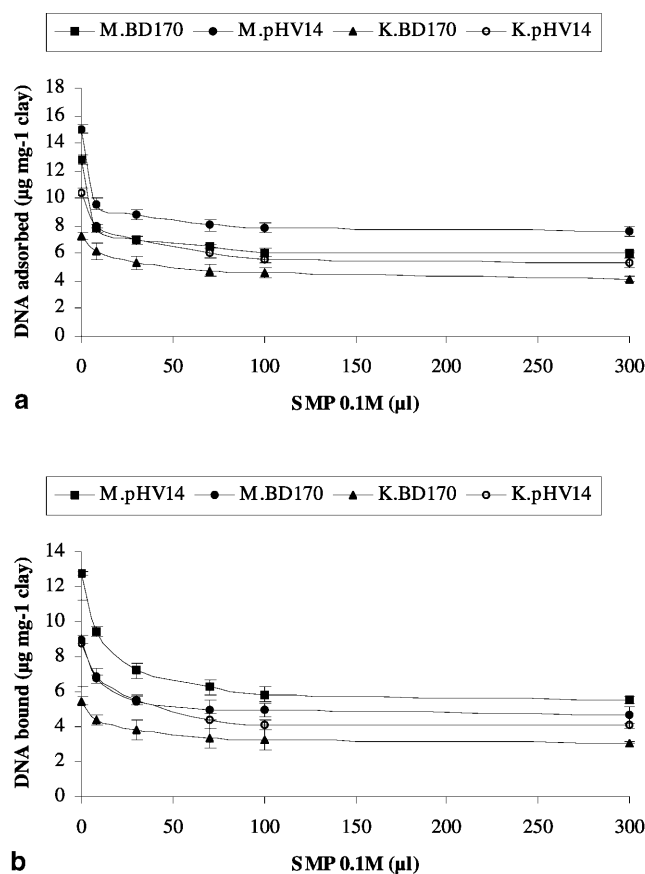 M.BD170 M.pHV14 K.BD170 K.pHV14
18
16
14
12
10
8
6
4
2
0
DNA adsorbed (µg mg-1 clay)
0 50 100 150 200 250 300
SMP 0.1M (µl)
a
M.pHV14 M.BD170 K.BD170 K.pHV14
14
12
10
8
6
4
2
0
DNA bound (µg mg-1 clay)
0 50 100 150 200 250 300
SMP 0.1M (µl)
b